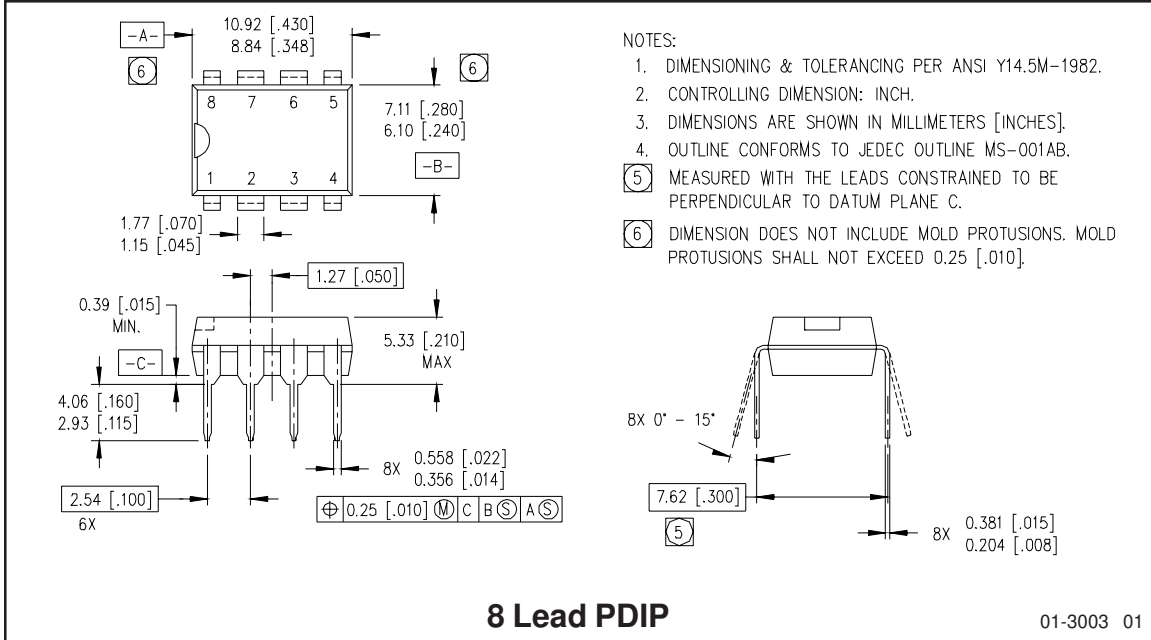 -A-
10.92 [.430]
8.84 [.348]
6
6
8 7 6 5
1 2 3 4
7.11 [.280]
6.10 [.240]
-B-
1.77 [.070]
1.15 [.045]
1.27 [.050]
0.39 [.015]
MIN.
-C-
5.33 [.210]
MAX
4.06 [.160]
2.93 [.115]
8X 0.558 [.022]
0.356 [.014]
2.54 [.100]
6X
⌖ 0.25 [.010] Ⓜ C B Ⓢ A Ⓢ
NOTES:
1. DIMENSIONING & TOLERANCING PER ANSI Y14.5M-1982.
2. CONTROLLING DIMENSION: INCH.
3. DIMENSIONS ARE SHOWN IN MILLIMETERS [INCHES].
4. OUTLINE CONFORMS TO JEDEC OUTLINE MS-001AB.
5 MEASURED WITH THE LEADS CONSTRAINED TO BE
PERPENDICULAR TO DATUM PLANE C.
6 DIMENSION DOES NOT INCLUDE MOLD PROTUSIONS. MOLD
PROTUSIONS SHALL NOT EXCEED 0.25 [.010].
8X 0° - 15°
7.62 [.300]
5
8X 0.381 [.015]
0.204 [.008]
8 Lead PDIP
01-3003 01